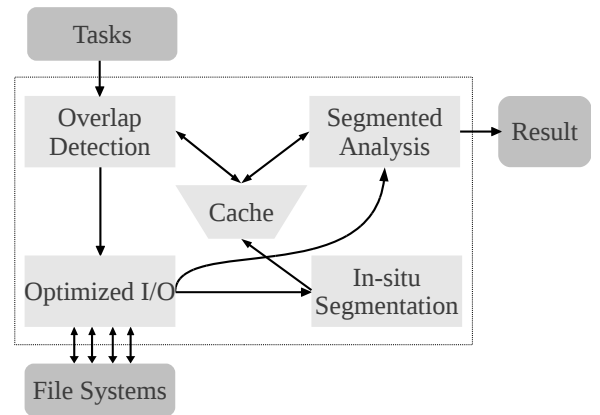 Tasks
Overlap
Detection
Segmented
Analysis
Result
Cache
Optimized I/O
In-situ
Segmentation
File Systems